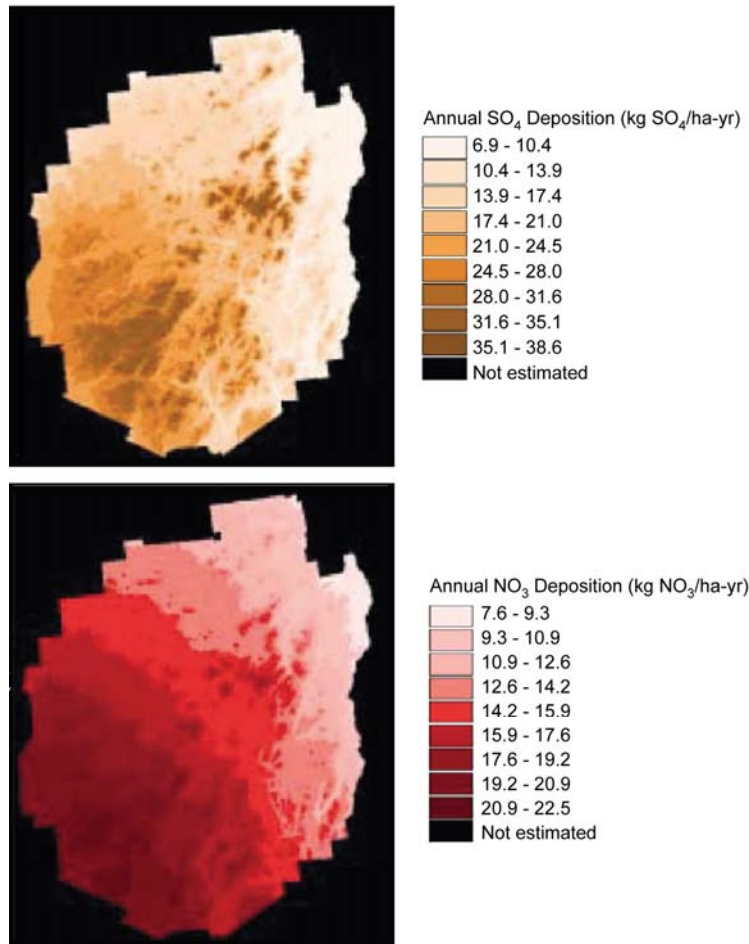 Annual SO₄ Deposition (kg SO₄/ha-yr)
6.9 - 10.4
10.4 - 13.9
13.9 - 17.4
17.4 - 21.0
21.0 - 24.5
24.5 - 28.0
28.0 - 31.6
31.6 - 35.1
35.1 - 38.6
Not estimated
Annual NO₃ Deposition (kg NO₃/ha-yr)
7.6 - 9.3
9.3 - 10.9
10.9 - 12.6
12.6 - 14.2
14.2 - 15.9
15.9 - 17.6
17.6 - 19.2
19.2 - 20.9
20.9 - 22.5
Not estimated